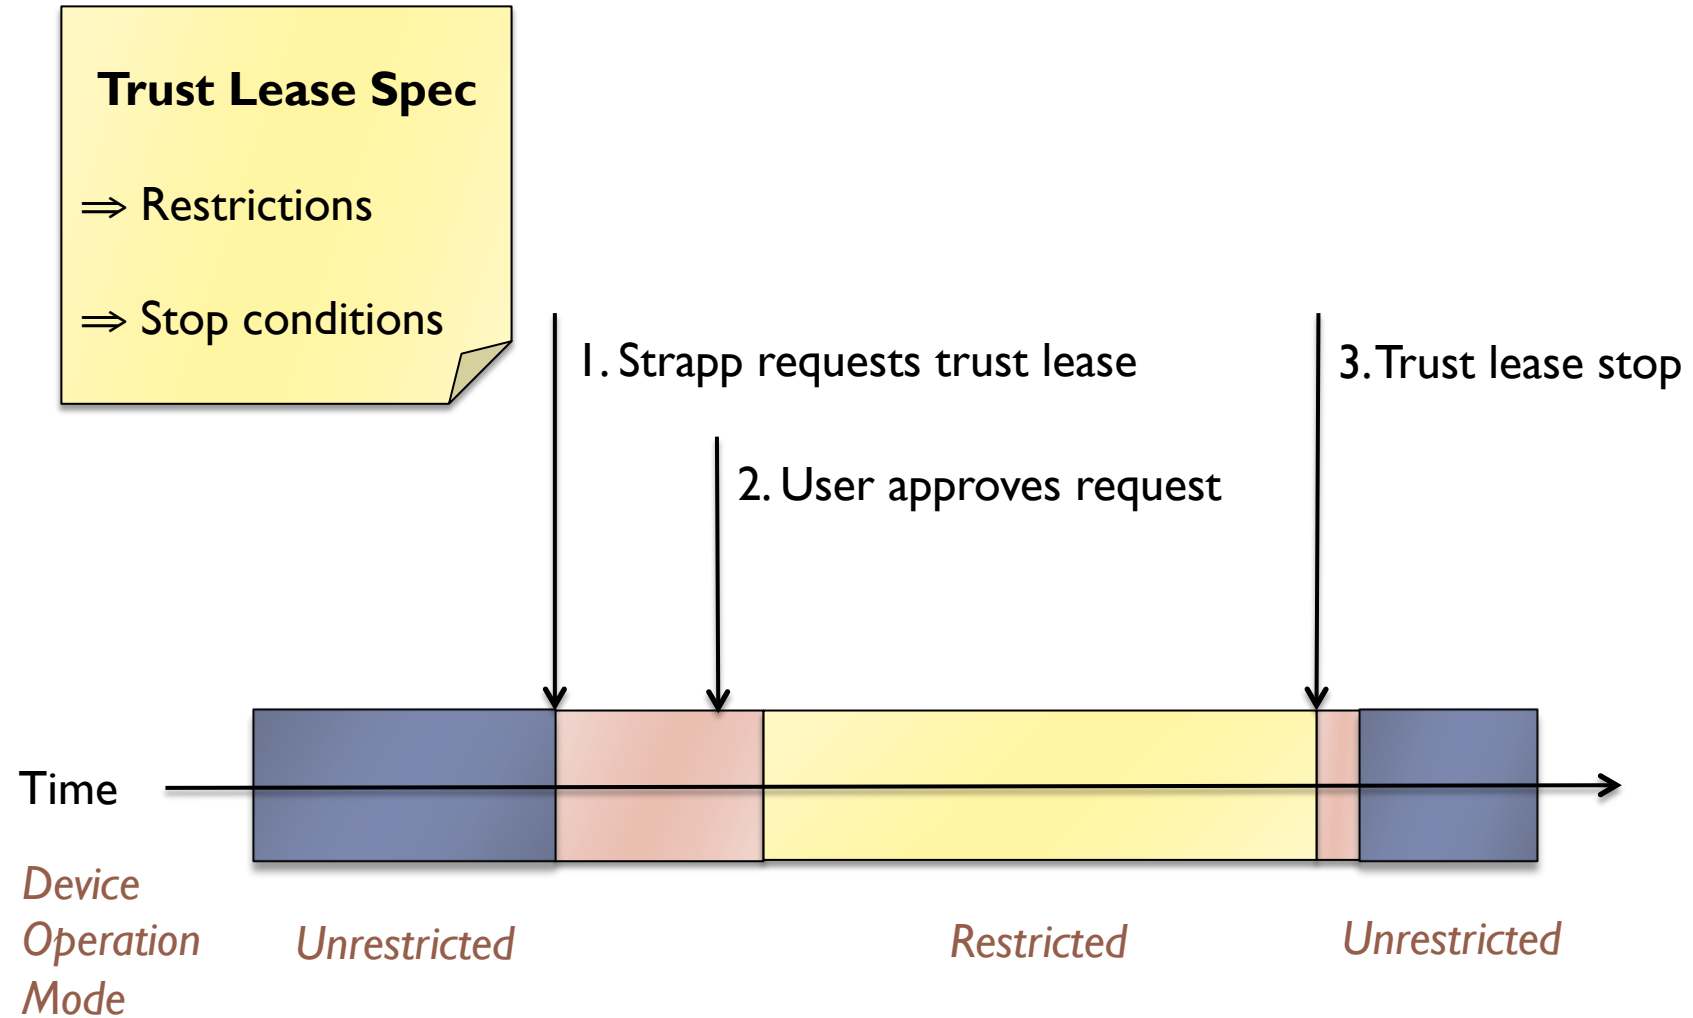 Trust Lease Spec
⇒ Restrictions
⇒ Stop conditions
1. Strapp requests trust lease
3. Trust lease stop
2. User approves request
Time
Device
Operation
Mode
Unrestricted
Restricted
Unrestricted